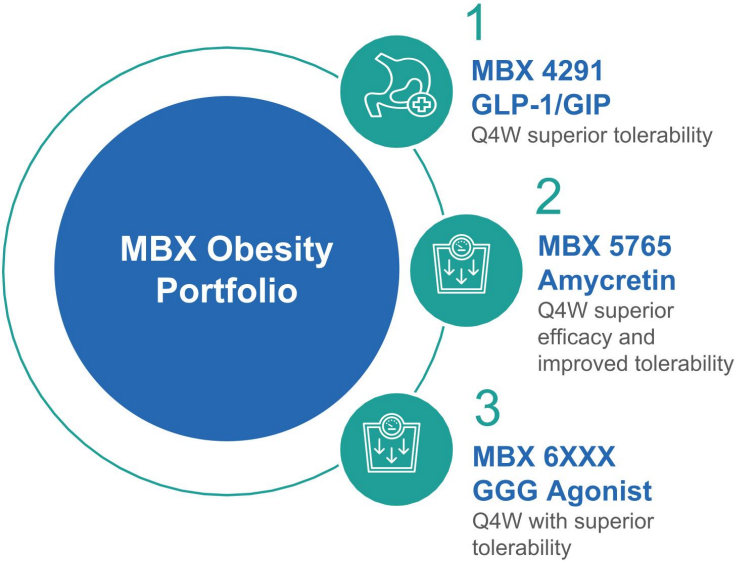 MBX Obesity
Portfolio
1
MBX 4291
GLP-1/GIP
Q4W superior tolerability
2
MBX 5765
Amycretin
Q4W superior
efficacy and
improved tolerability
3
MBX 6XXX
GGG Agonist
Q4W with superior
tolerability